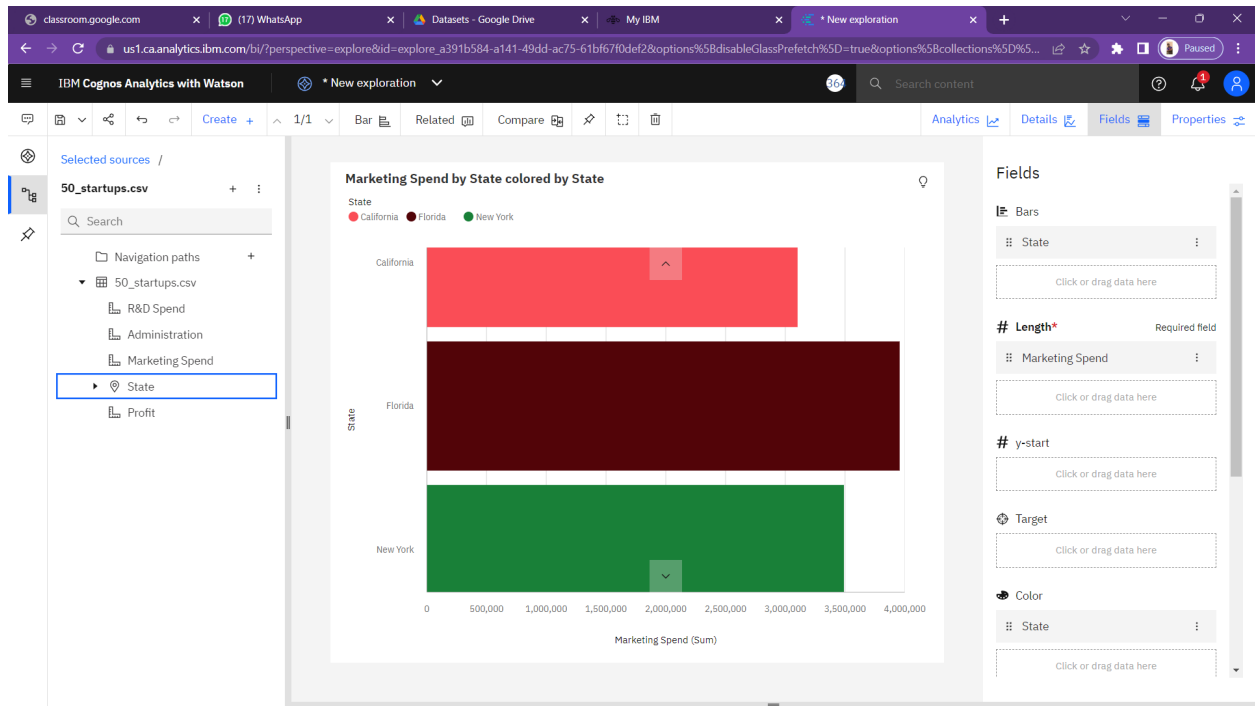 classroom.google.com
(17) WhatsApp
Datasets - Google Drive
My IBM
* New exploration
us1.ca.analytics.ibm.com/bi/?perspective=explore&id=explore_a391b584-a141-49dd-ac75-61bf67f0def2&options%5BdisableGlassPrefetch%5D=true&options%5Bcollections%5D%5...
Paused
IBM Cognos Analytics with Watson
* New exploration
364
Search content
1
Create +
1/1
Bar
Related
Compare
Analytics
Details
Fields
Properties
Selected sources /
50_startups.csv
Search
Navigation paths
50_startups.csv
R&D Spend
Administration
Marketing Spend
State
Profit
Marketing Spend by State colored by State
State
California Florida New York
California
Florida
New York
State
0 500,000 1,000,000 1,500,000 2,000,000 2,500,000 3,000,000 3,500,000 4,000,000
Marketing Spend (Sum)
Fields
Bars
State
Click or drag data here
# Length* Required field
Marketing Spend
Click or drag data here
# y-start
Click or drag data here
Target
Click or drag data here
Color
State
Click or drag data here